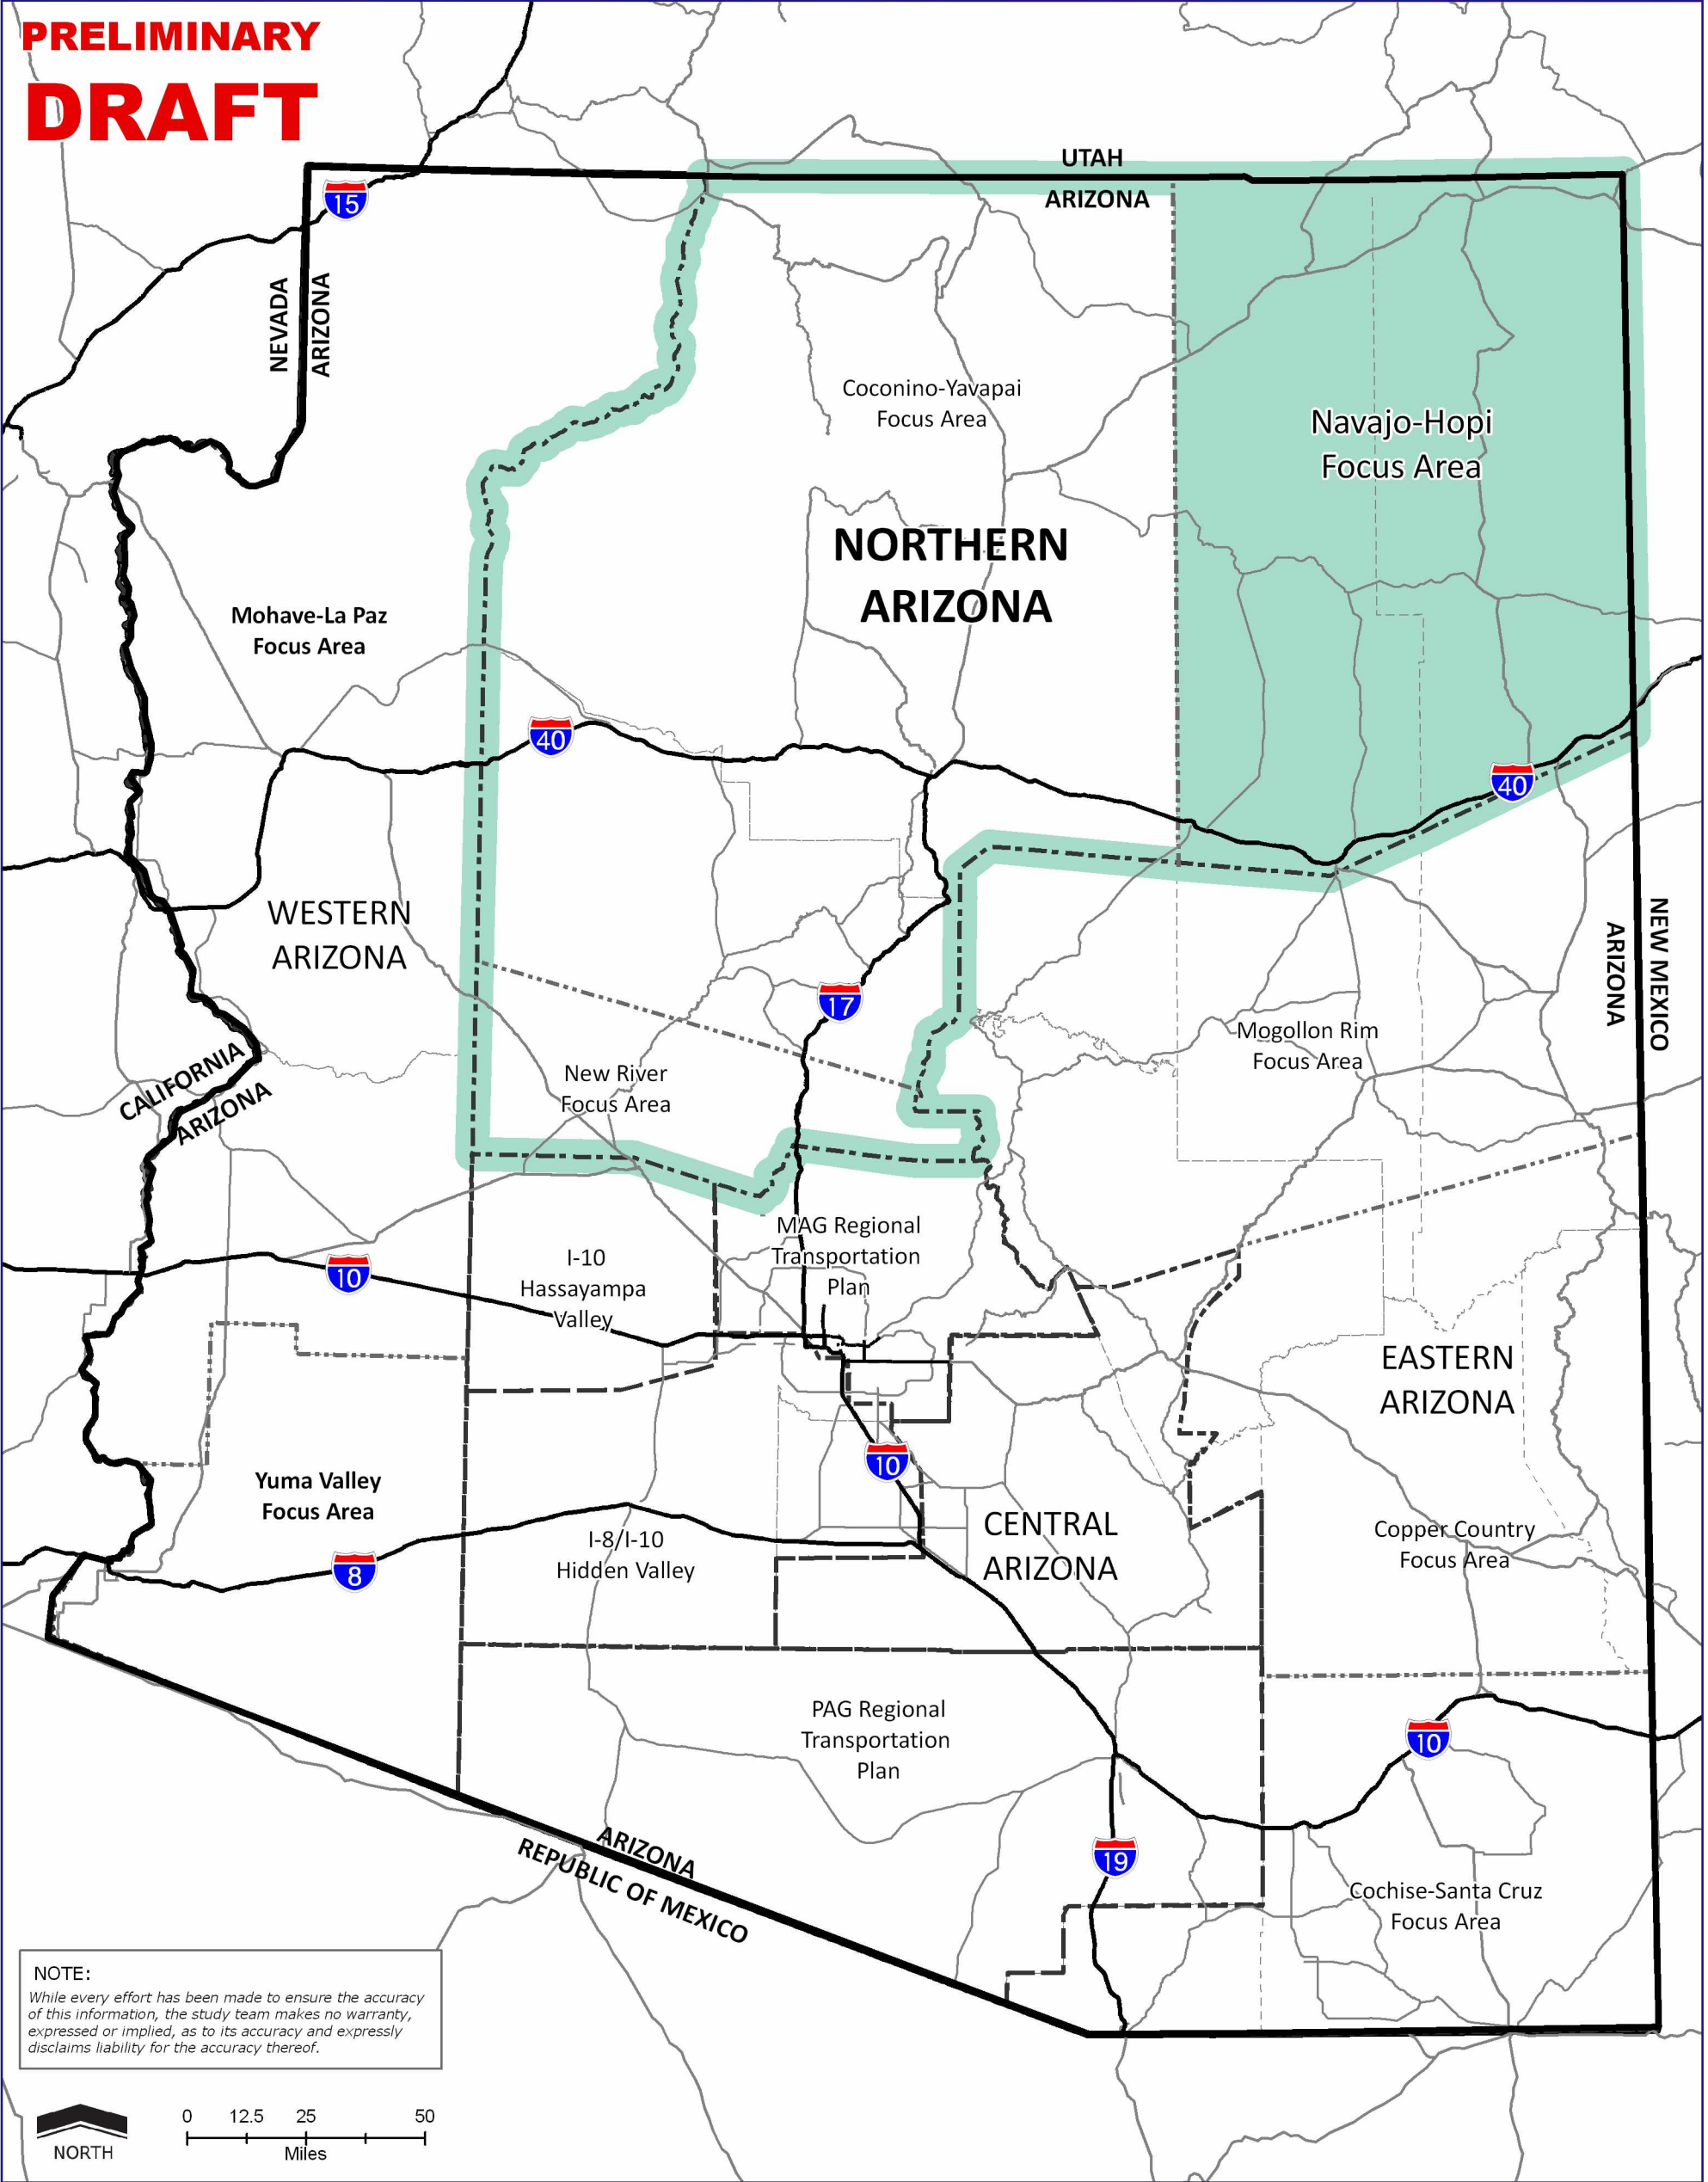 PRELIMINARY
DRAFT
UTAH
ARIZONA
15
NEVADA
ARIZONA
Coconino-Yavapai
Focus Area
Navajo-Hopi
Focus Area
NORTHERN
ARIZONA
Mohave-La Paz
Focus Area
40
40
WESTERN
ARIZONA
NEW MEXICO
ARIZONA
17
Mogollon Rim
Focus Area
CALIFORNIA
ARIZONA
New River
Focus Area
MAG Regional
Transportation
Plan
I-10
Hassayampa
Valley
10
EASTERN
ARIZONA
10
Yuma Valley
Focus Area
CENTRAL
ARIZONA
Copper Country
Focus Area
I-8/I-10
Hidden Valley
8
PAG Regional
Transportation
Plan
10
ARIZONA
REPUBLIC OF MEXICO
19
Cochise-Santa Cruz
Focus Area
NOTE:
While every effort has been made to ensure the accuracy
of this information, the study team makes no warranty,
expressed or implied, as to its accuracy and expressly
disclaims liability for the accuracy thereof.
NORTH
0 12.5 25 50
Miles